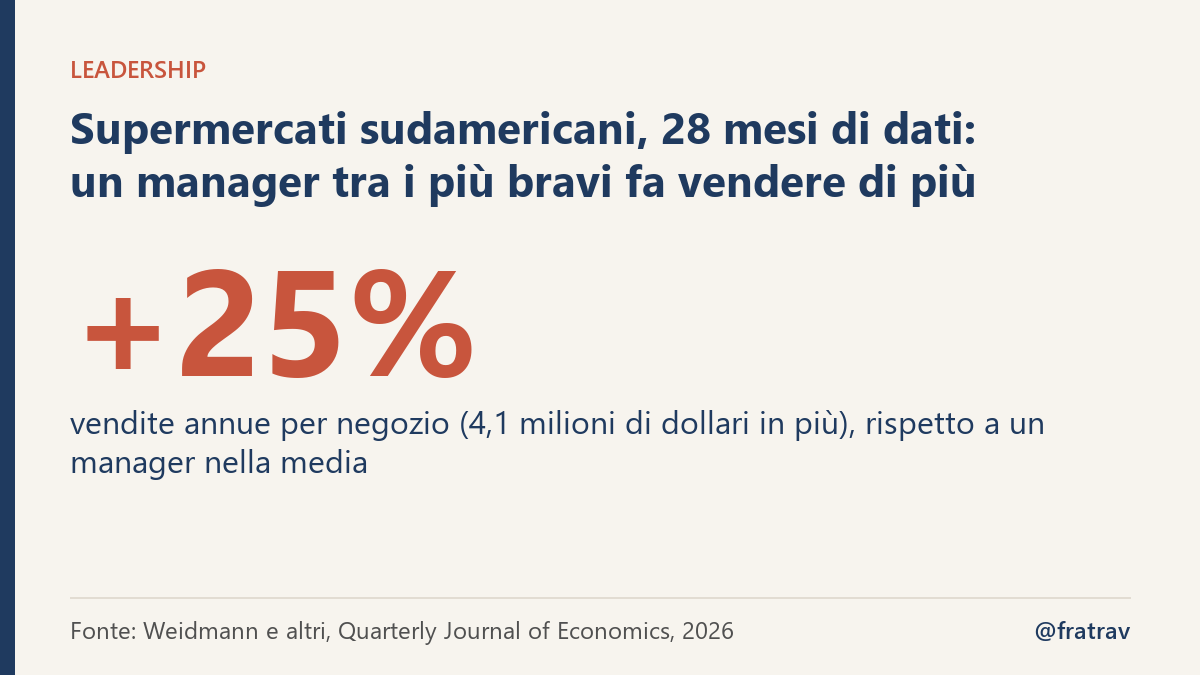 LEADERSHIP
Supermercati sudamericani, 28 mesi di dati:
un manager tra i più bravi fa vendere di più
+25%
vendite annue per negozio (4,1 milioni di dollari in più), rispetto a un
manager nella media
Fonte: Weidmann e altri, Quarterly Journal of Economics, 2026
@fratrav